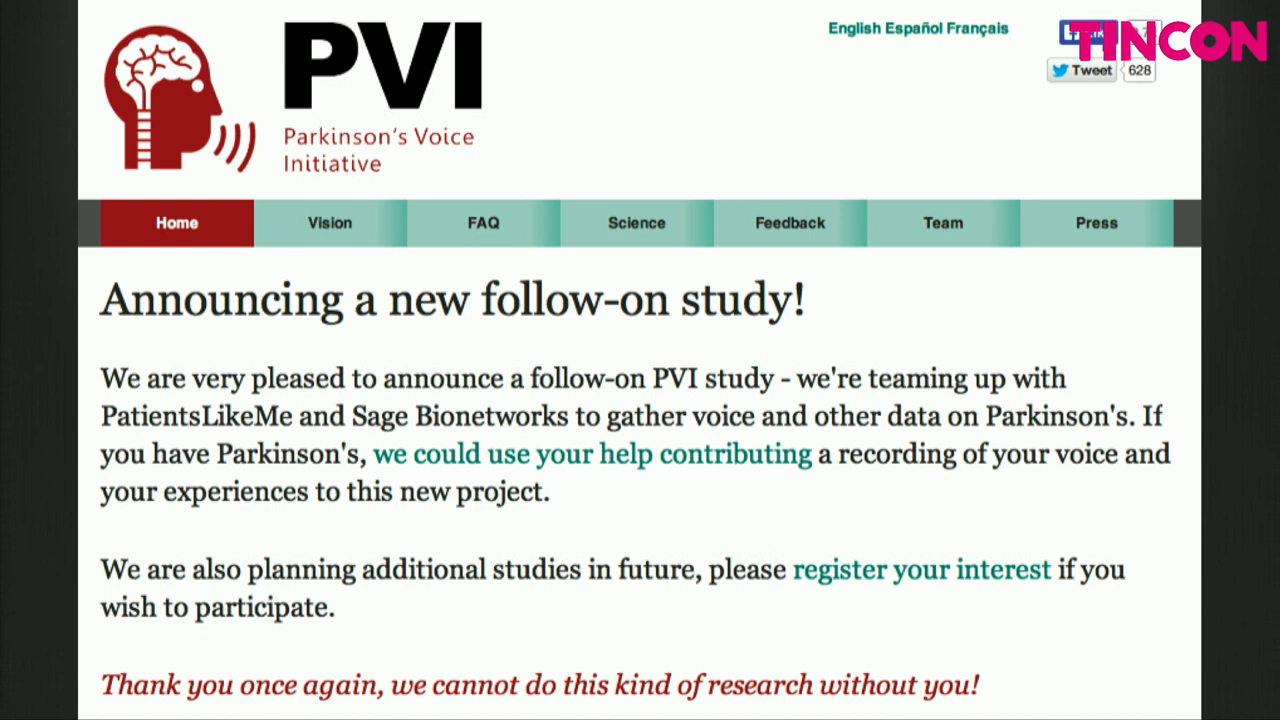 PVI
Parkinson's Voice
Initiative
English Español Français
TINCON
Tweet 628
Home Vision FAQ Science Feedback Team Press
Announcing a new follow-on study!
We are very pleased to announce a follow-on PVI study - we're teaming up with
PatientsLikeMe and Sage Bionetworks to gather voice and other data on Parkinson's. If
you have Parkinson's, we could use your help contributing a recording of your voice and
your experiences to this new project.
We are also planning additional studies in future, please register your interest if you
wish to participate.
Thank you once again, we cannot do this kind of research without you!